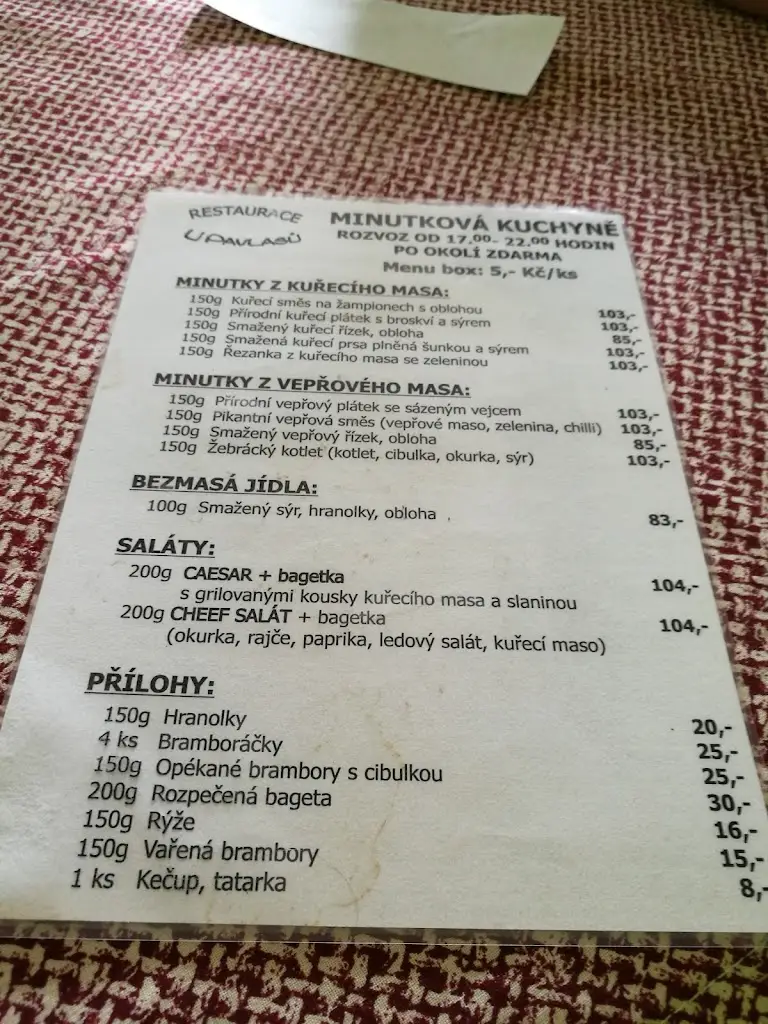 RESTAURACE
U PAVLASŮ
MINUTKOVÁ KUCHYNĚ
ROZVOZ OD 17,00- 22,00 HODIN
PO OKOLÍ ZDARMA
Menu box: 5,- Kč/ks
MINUTKY Z KUŘECÍHO MASA:
150g Kuřecí směs na žampionech s oblohou 103,-
150g Přírodní kuřecí plátek s broskví a sýrem 103,-
150g Smažený kuřecí řízek, obloha 85,-
150g Smažená kuřecí prsa plněná šunkou a sýrem 103,-
150g Řezanka z kuřecího masa se zeleninou 103,-
MINUTKY Z VEPŘOVÉHO MASA:
150g Přírodní vepřový plátek se sázeným vejcem 103,-
150g Pikantní vepřová směs (vepřové maso, zelenina, chilli) 103,-
150g Smažený vepřový řízek, obloha 85,-
150g Žebrácký kotlet (kotlet, cibulka, okurka, sýr) 103,-
BEZMASÁ JÍDLA:
100g Smažený sýr, hranolky, obloha 83,-
SALÁTY:
200g CAESAR + bagetka 104,-
s grilovanými kousky kuřecího masa a slaninou
200g CHEEF SALÁT + bagetka 104,-
(okurka, rajče, paprika, ledový salát, kuřecí maso)
PŘÍLOHY:
150g Hranolky 20,-
4 ks Bramboráčky 25,-
150g Opékané brambory s cibulkou 25,-
200g Rozpečená bageta 30,-
150g Rýže 16,-
150g Vařená brambory 15,-
1 ks Kečup, tatarka 8,-